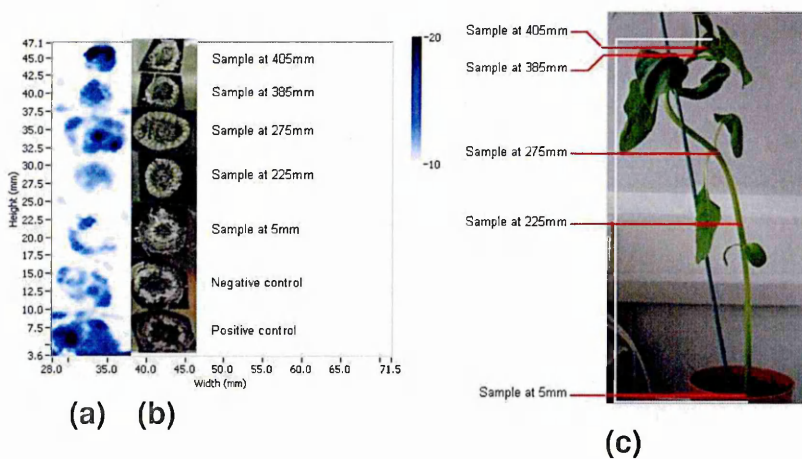 47.1
45.0
42.5
40.0
37.5
35.0
32.5
30.0
27.5
25.0
22.5
20.0
17.5
15.0
12.5
10.0
7.5
3.6
Height (mm)
28.0 35.0 40.0 45.0 50.0 55.0 60.0 65.0 71.5
Width (mm)
Sample at 405mm
Sample at 385mm
Sample at 275mm
Sample at 225mm
Sample at 5mm
Negative control
Positive control
20
10
(a) (b)
Sample at 405mm
Sample at 385mm
Sample at 275mm
Sample at 225mm
Sample at 5mm
(c)